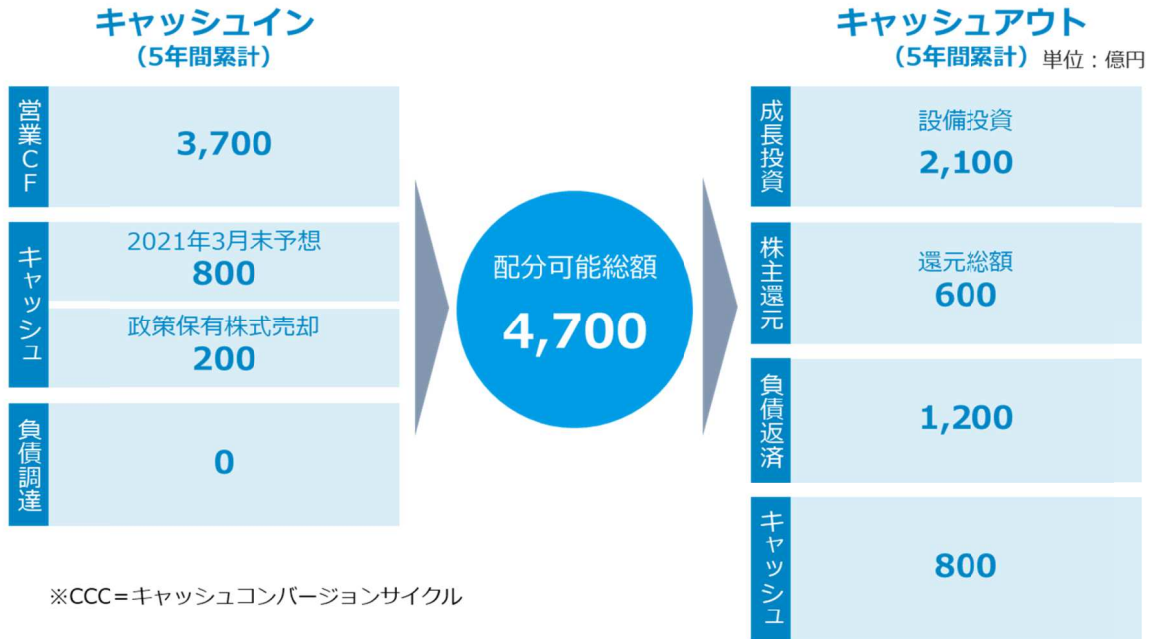 キャッシュイン
(5年間累計)
営業CF
3,700
キャッシュ
2021年3月末予想
800
政策保有株式売却
200
負債調達
0
※CCC=キャッシュコンバージョンサイクル
配分可能総額
4,700
キャッシュアウト
(5年間累計) 単位：億円
成長投資
設備投資
2,100
株主還元
還元総額
600
負債返済
1,200
キャッシュ
800